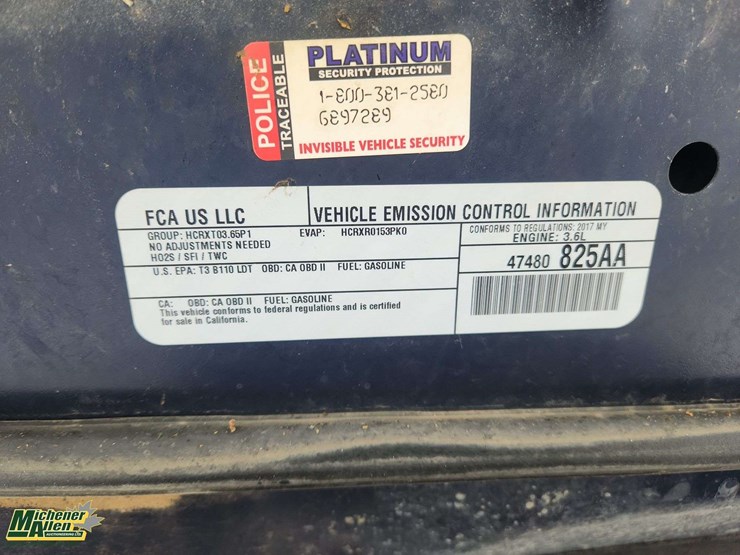 POLICE
TRACEABLE
PLATINUM
SECURITY PROTECTION
1-800-381-2580
6897289
INVISIBLE VEHICLE SECURITY
FCA US LLC
VEHICLE EMISSION CONTROL INFORMATION
GROUP: HCRXT03.65P1 EVAP: HCRXR0153PK0
NO ADJUSTMENTS NEEDED
HO2S / SFI / TWC
CONFORMS TO REGULATIONS: 2017 MY
ENGINE: 3.6L
U.S. EPA: T3 B110 LDT OBD: CA OBD II FUEL: GASOLINE
47480 825AA
CA: OBD: CA OBD II FUEL: GASOLINE
This vehicle conforms to federal regulations and is certified
for sale in California.
Michener
Allen
AUCTIONEERING LTD.